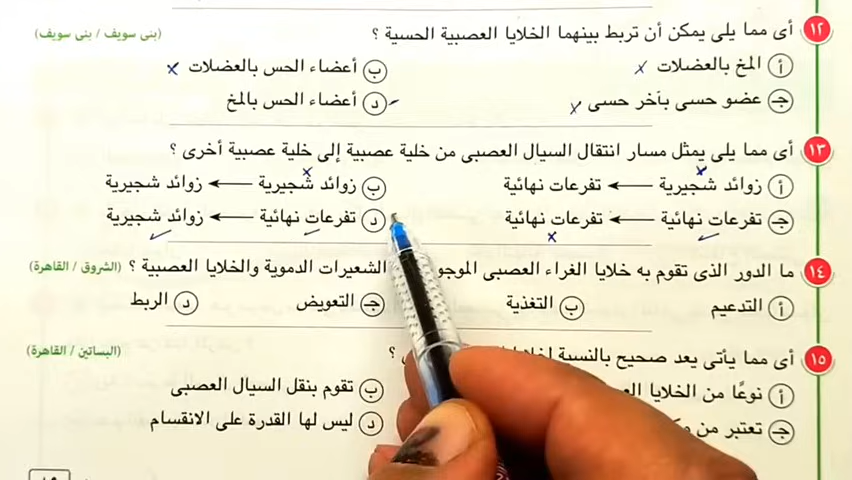 ١٢ أى مما يلى يمكن أن تربط بينهما الخلايا العصبية الحسية ؟ (بنى سويف / بنى سويف)
أ المخ بالعضلات ب أعضاء الحس بالعضلات
جـ عضو حسى بآخر حسى د أعضاء الحس بالمخ
١٣ أى مما يلى يمثل مسار انتقال السيال العصبى من خلية عصبية إلى خلية عصبية أخرى ؟
أ زوائد شجيرية ← تفرعات نهائية ب زوائد شجيرية ← زوائد شجيرية
جـ تفرعات نهائية ← تفرعات نهائية د تفرعات نهائية ← زوائد شجيرية
١٤ ما الدور الذى تقوم به خلايا الغراء العصبى الشعيرات الدموية والخلايا العصبية ؟ (الشروق / القاهرة)
أ التدعيم ب التغذية جـ التعويض د الربط
١٥ أى مما يأتى يعد صحيح بالنسبة ؟ (البساتين / القاهرة)
أ نوعًا من الخلايا ب تقوم بنقل السيال العصبى
جـ تعتبر من د ليس لها القدرة على الانقسام